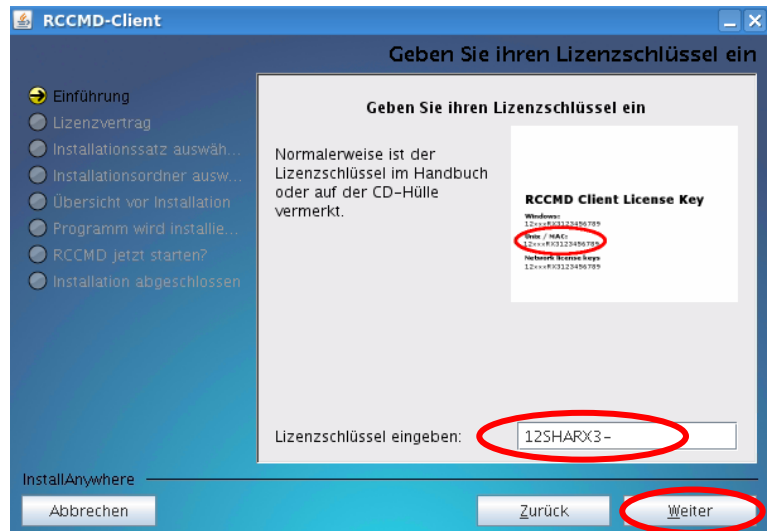 RCCMD-Client
Geben Sie ihren Lizenzschlüssel ein
Einführung
Lizenzvertrag
Installationssatz auswäh...
Installationsordner ausw...
Übersicht vor Installation
Programm wird installie...
RCCMD jetzt starten?
Installation abgeschlossen
Geben Sie ihren Lizenzschlüssel ein
Normalerweise ist der
Lizenzschlüssel im Handbuch
oder auf der CD-Hülle
vermerkt.
RCCMD Client License Key
Windows:
12xxxRX3123456789
Unix / MAC:
12xxxRX3123456789
Network license keys
12xxxRX3123456789
Lizenzschlüssel eingeben: 12SHARX3-
InstallAnywhere
Abbrechen Zurück Weiter